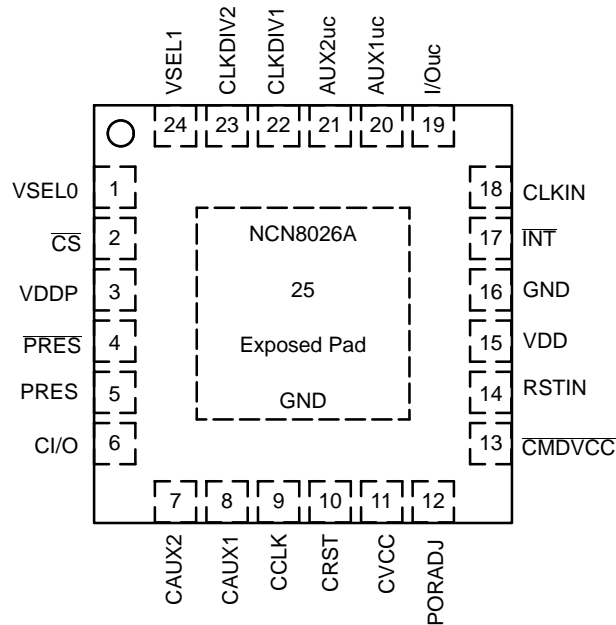 VSEL1
CLKDIV2
CLKDIV1
AUX2uc
AUX1uc
I/Ouc
24 23 22 21 20 19
VSEL0 1
CS 2
VDDP 3
PRES 4
PRES 5
CI/O 6
NCN8026A
25
Exposed Pad
GND
18 CLKIN
17 INT
16 GND
15 VDD
14 RSTIN
13 CMDVCC
7 8 9 10 11 12
CAUX2
CAUX1
CCLK
CRST
CVCC
PORADJ